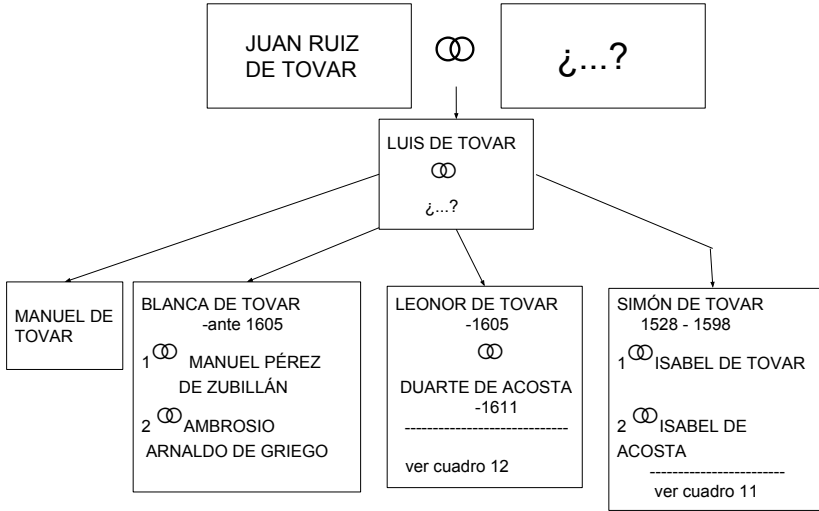 JUAN RUIZ
DE TOVAR
¿...?
LUIS DE TOVAR
¿...?
MANUEL DE
TOVAR
BLANCA DE TOVAR
-ante 1605
1 MANUEL PÉREZ
DE ZUBILLÁN
2 AMBROSIO
ARNALDO DE GRIEGO
LEONOR DE TOVAR
-1605
DUARTE DE ACOSTA
-1611
-----------------------------
ver cuadro 12
SIMÓN DE TOVAR
1528 - 1598
1 ISABEL DE TOVAR
2 ISABEL DE
ACOSTA
------------------------
ver cuadro 11